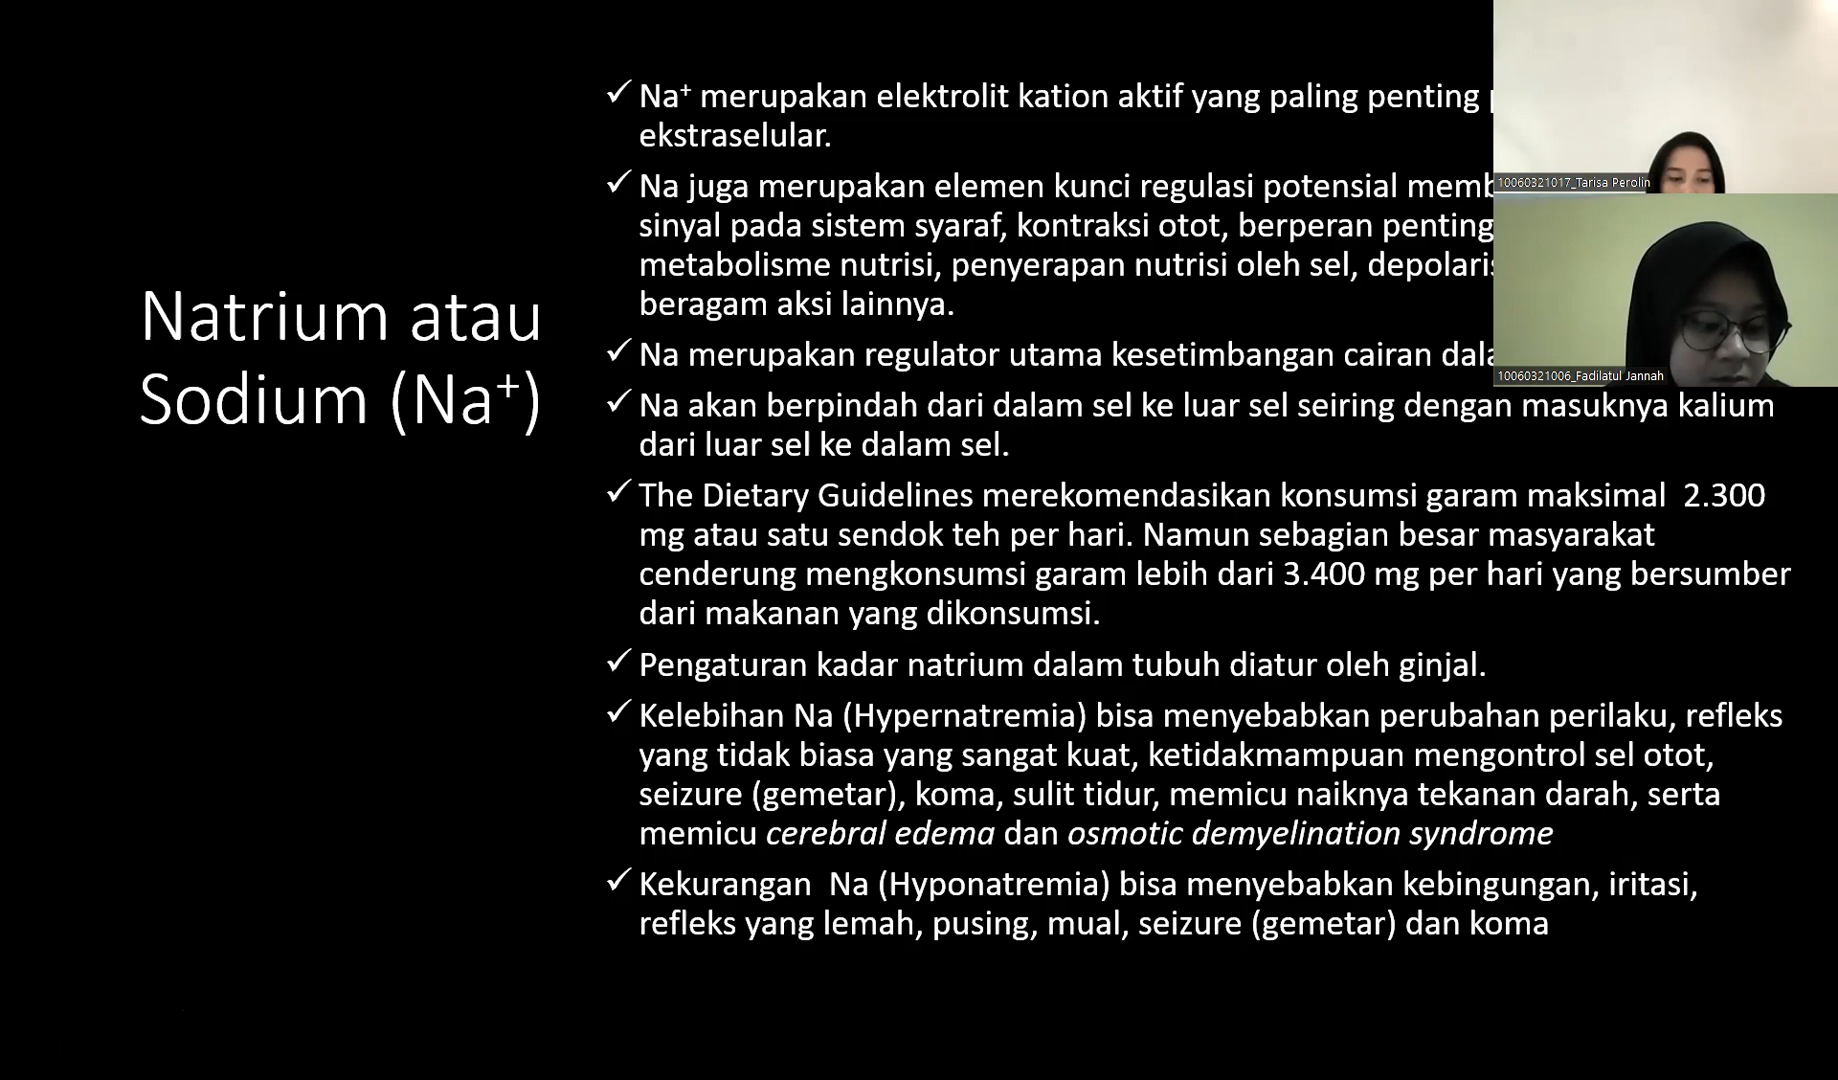 Natrium atau
Sodium (Na⁺)
✓ Na⁺ merupakan elektrolit kation aktif yang paling penting
ekstraselular.
✓ Na juga merupakan elemen kunci regulasi potensial
sinyal pada sistem syaraf, kontraksi otot, berperan penting
metabolisme nutrisi, penyerapan nutrisi oleh sel,
beragam aksi lainnya.
✓ Na merupakan regulator utama kesetimbangan cairan
✓ Na akan berpindah dari dalam sel ke luar sel seiring dengan masuknya kalium
dari luar sel ke dalam sel.
✓ The Dietary Guidelines merekomendasikan konsumsi garam maksimal 2.300
mg atau satu sendok teh per hari. Namun sebagian besar masyarakat
cenderung mengkonsumsi garam lebih dari 3.400 mg per hari yang bersumber
dari makanan yang dikonsumsi.
✓ Pengaturan kadar natrium dalam tubuh diatur oleh ginjal.
✓ Kelebihan Na (Hypernatremia) bisa menyebabkan perubahan perilaku, refleks
yang tidak biasa yang sangat kuat, ketidakmampuan mengontrol sel otot,
seizure (gemetar), koma, sulit tidur, memicu naiknya tekanan darah, serta
memicu cerebral edema dan osmotic demyelination syndrome
✓ Kekurangan Na (Hyponatremia) bisa menyebabkan kebingungan, iritasi,
refleks yang lemah, pusing, mual, seizure (gemetar) dan koma
10060321017_Tarisa Perolin
10060321006_Fadilatul Jannah